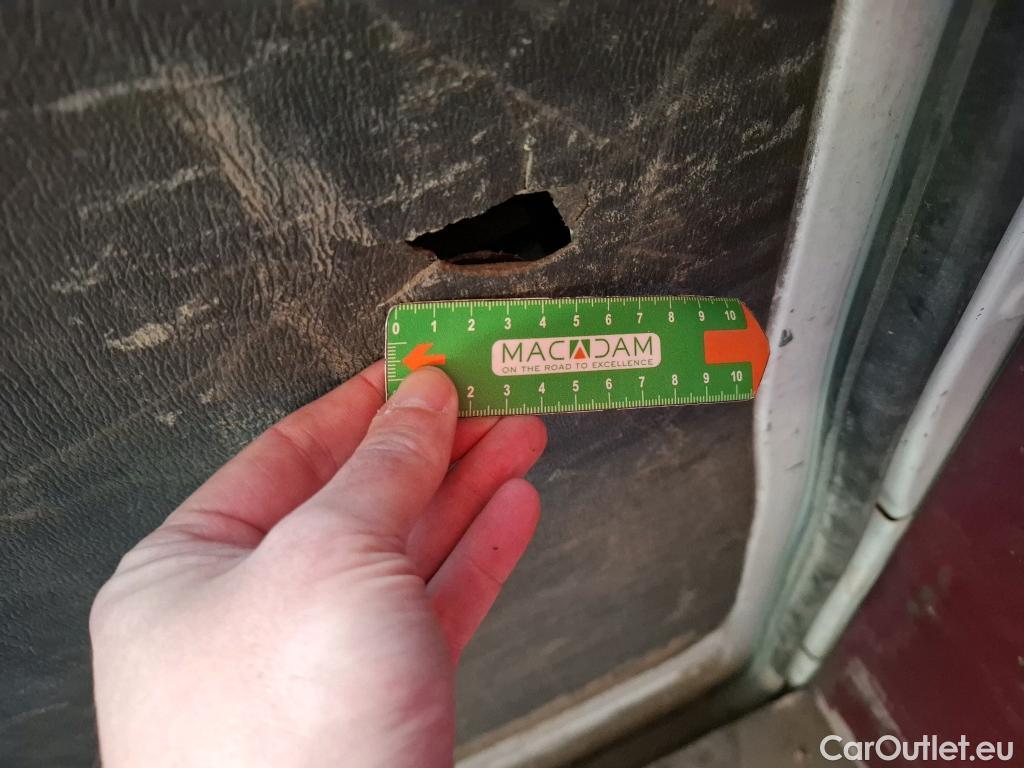 0 1 2 3 4 5 6 7 8 9 10
MACADAM
ON THE ROAD TO EXCELLENCE
2 3 4 5 6 7 8 9 10
CarOutlet.eu